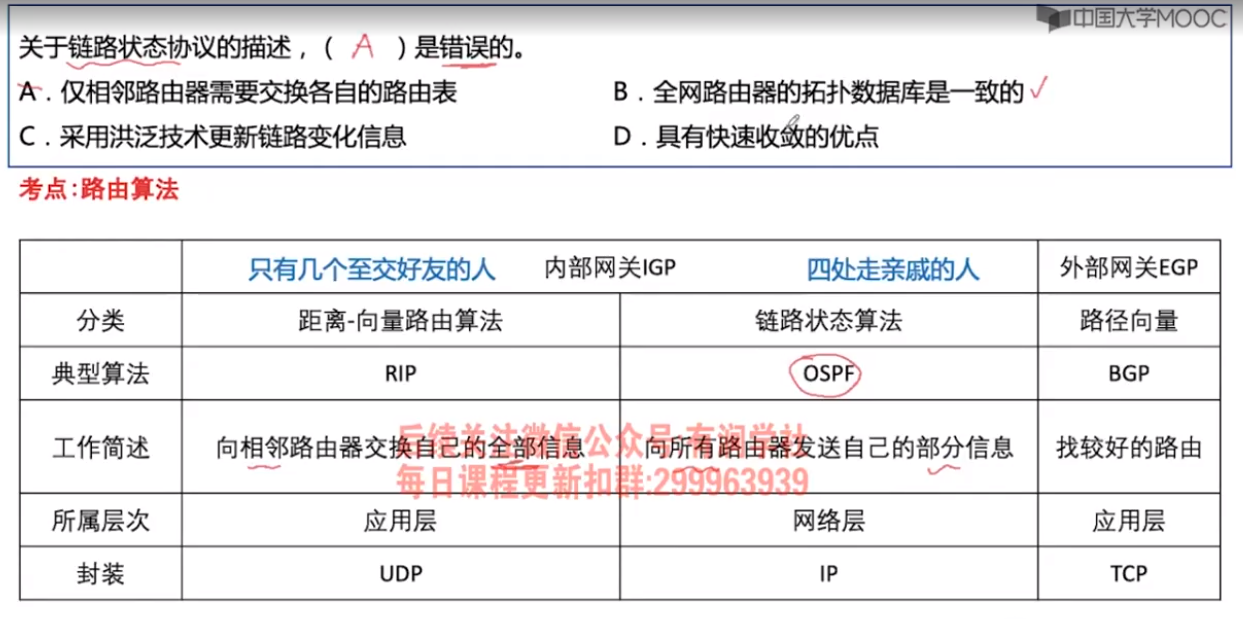 中国大学MOOC
关于链路状态协议的描述,( A )是错误的。
A.仅相邻路由器需要交换各自的路由表 B.全网路由器的拓扑数据库是一致的
C.采用洪泛技术更新链路变化信息 D.具有快速收敛的优点
考点:路由算法
只有几个至交好友的人 内部网关IGP 四处走亲戚的人 外部网关EGP
分类 距离-向量路由算法 链路状态算法 路径向量
典型算法 RIP OSPF BGP
后续关注微信公众号:有润学社
工作简述 向相邻路由器交换自己的全部信息 向所有路由器发送自己的部分信息 找较好的路由
每日课程更新扣群:299963939
所属层次 应用层 网络层 应用层
封装 UDP IP TCP